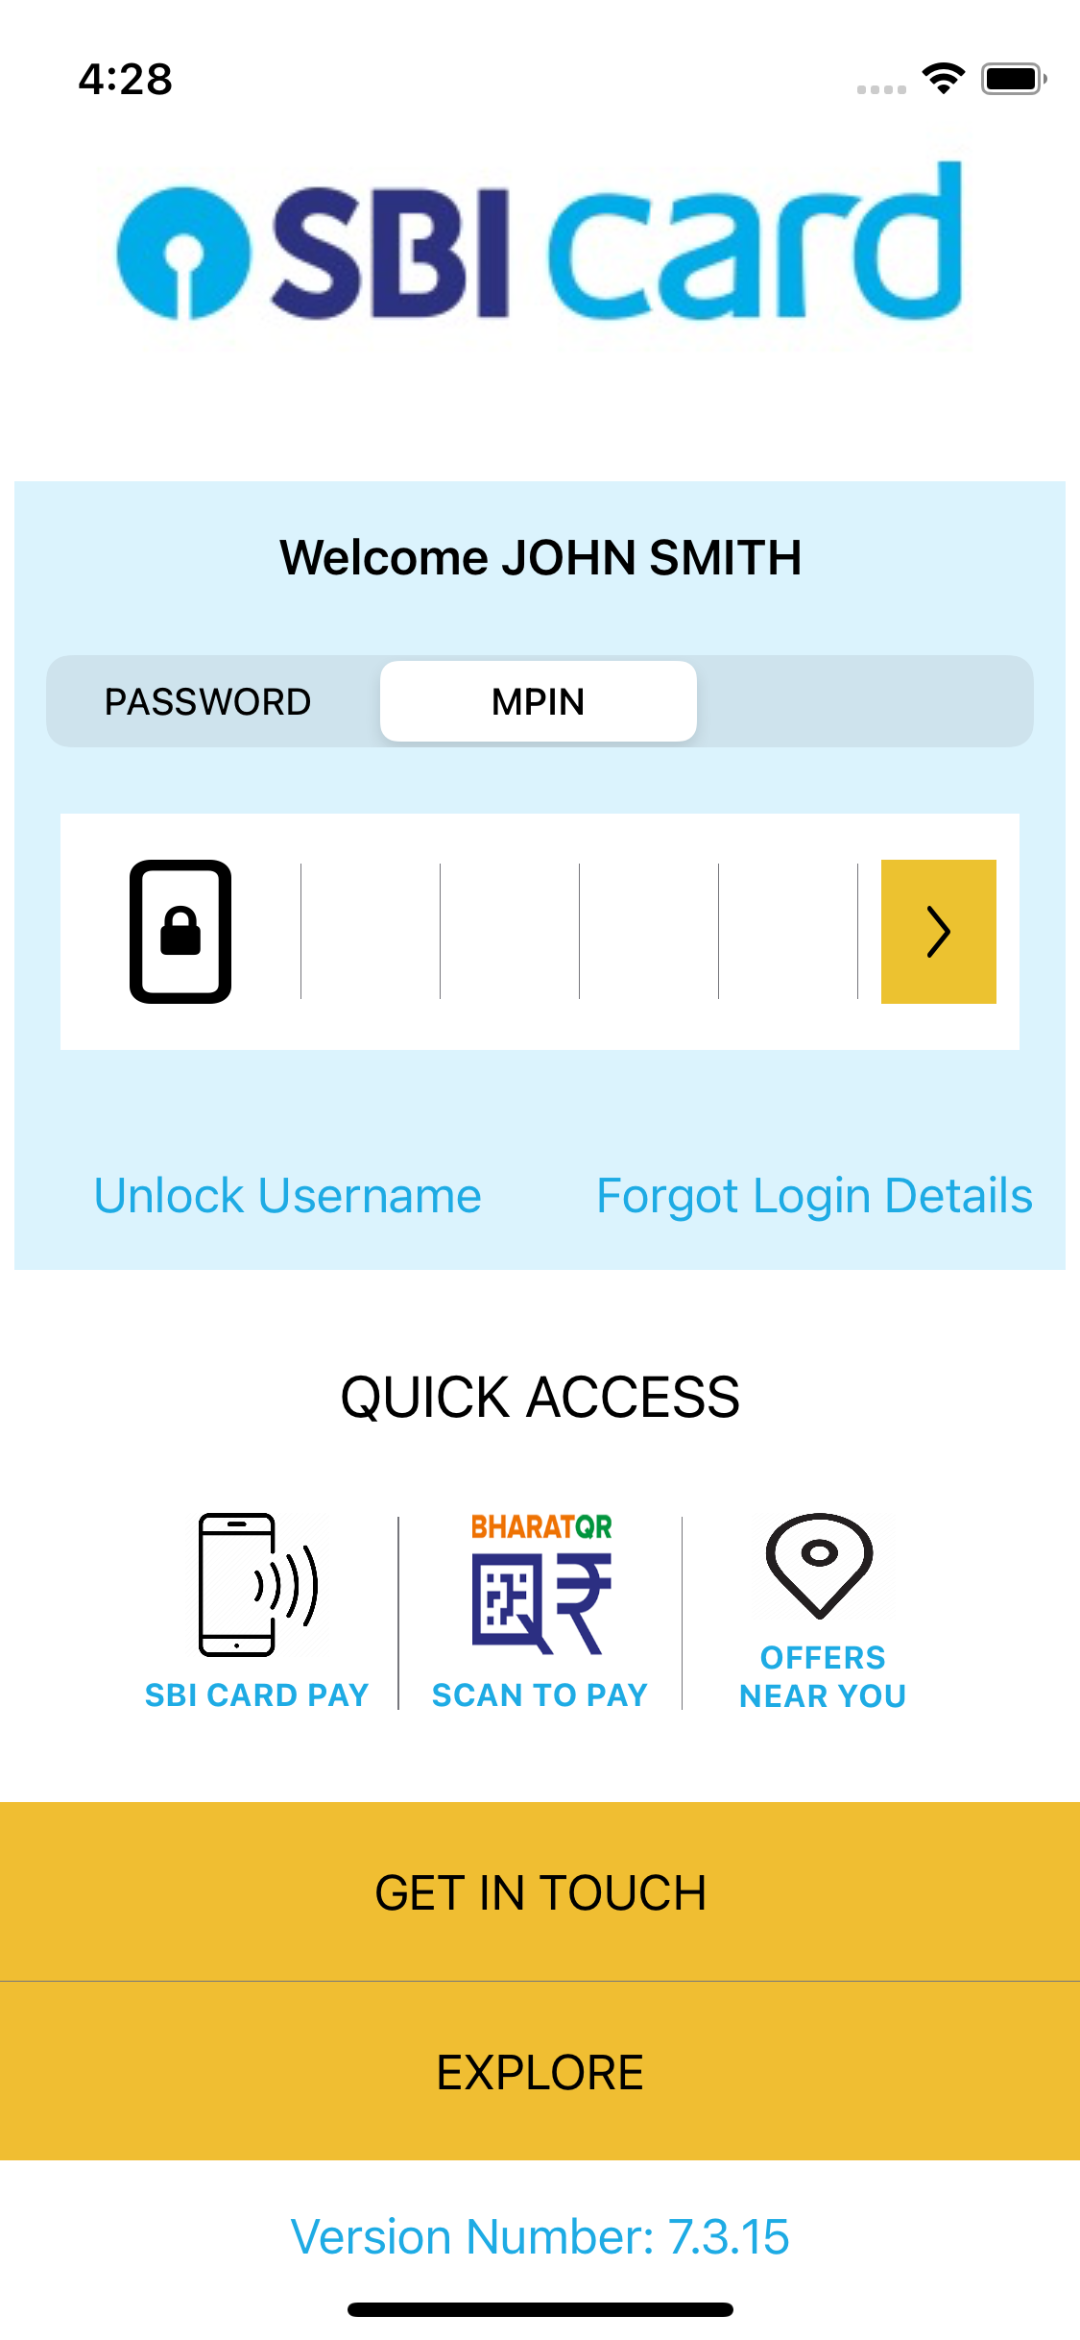 4:28
SBI card
Welcome JOHN SMITH
PASSWORD MPIN
Unlock Username Forgot Login Details
QUICK ACCESS
BHARATQR
SBI CARD PAY SCAN TO PAY OFFERS
NEAR YOU
GET IN TOUCH
EXPLORE
Version Number: 7.3.15